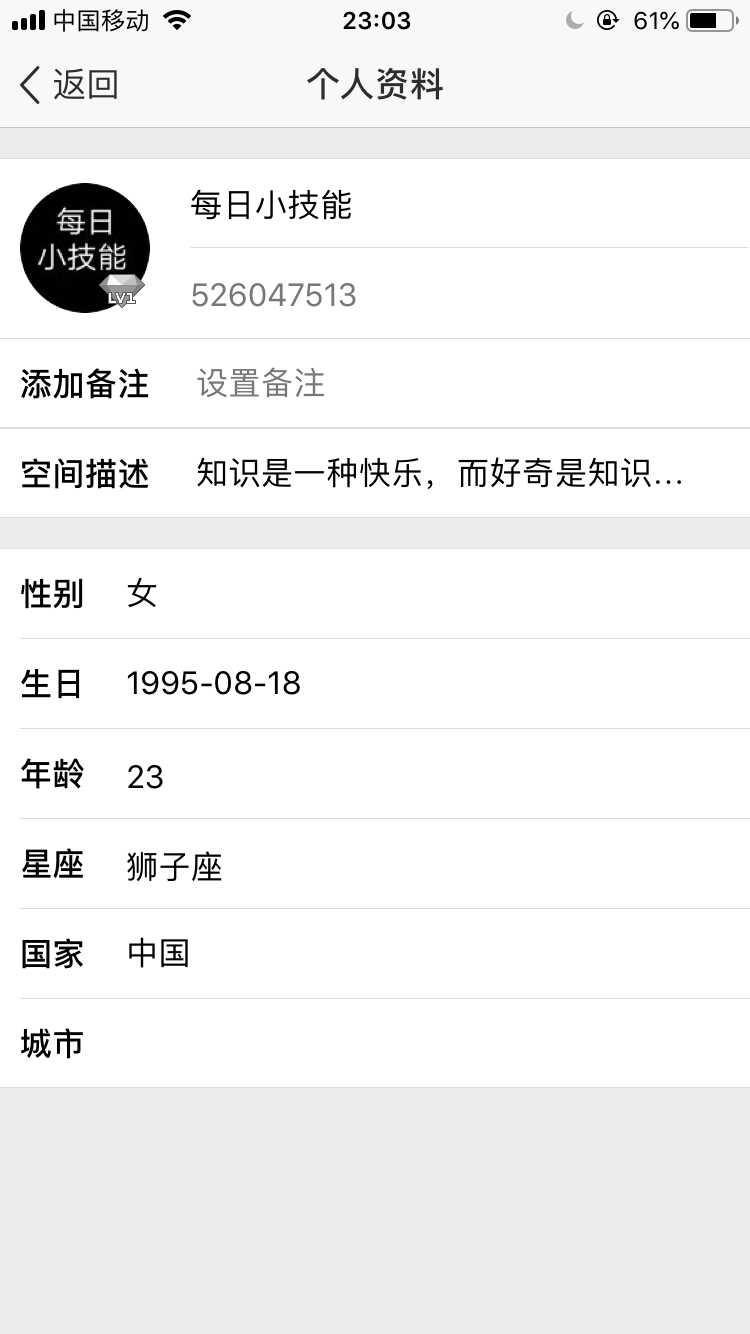 中国移动 23:03 61%
返回 个人资料
每日
小技能
LV1
每日小技能
526047513
添加备注 设置备注
空间描述 知识是一种快乐，而好奇是知识...
性别 女
生日 1995-08-18
年龄 23
星座 狮子座
国家 中国
城市